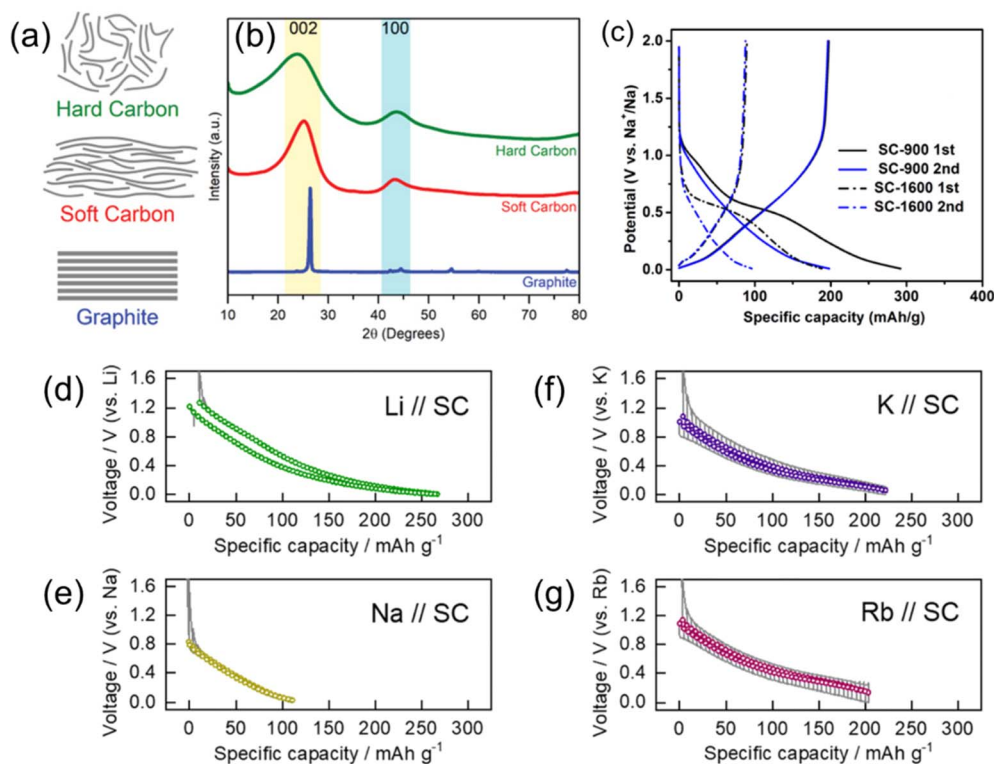 (a)
Hard Carbon
Soft Carbon
Graphite
(b)
002
100
Intensity (a.u.)
Hard Carbon
Soft Carbon
Graphite
10 20 30 40 50 60 70 80
2θ (Degrees)
(c)
Potential (V vs. Na⁺/Na)
2.0
1.5
1.0
0.5
0.0
SC-900 1st
SC-900 2nd
SC-1600 1st
SC-1600 2nd
0 100 200 300 400
Specific capacity (mAh/g)
(d)
Voltage / V (vs. Li)
1.6
1.2
0.8
0.4
0.0
Li // SC
0 50 100 150 200 250 300
Specific capacity / mAh g⁻¹
(f)
Voltage / V (vs. K)
1.6
1.2
0.8
0.4
0.0
K // SC
0 50 100 150 200 250 300
Specific capacity / mAh g⁻¹
(e)
Voltage / V (vs. Na)
1.6
1.2
0.8
0.4
0.0
Na // SC
0 50 100 150 200 250 300
Specific capacity / mAh g⁻¹
(g)
Voltage / V (vs. Rb)
1.6
1.2
0.8
0.4
0.0
Rb // SC
0 50 100 150 200 250 300
Specific capacity / mAh g⁻¹